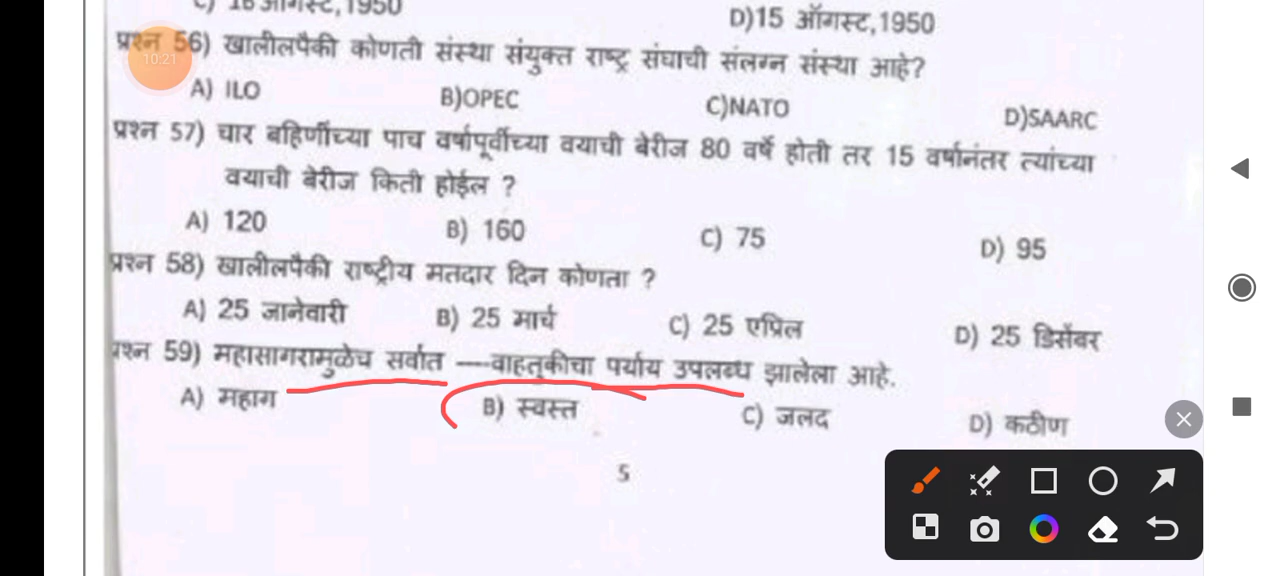 C) 16 ऑगस्ट,1950 D)15 ऑगस्ट,1950
प्रश्न 56) खालीलपैकी कोणती संस्था संयुक्त राष्ट्र संघाची संलग्न संस्था आहे?
10:21
A) ILO B)OPEC C)NATO D)SAARC
प्रश्न 57) चार बहिणींच्या पाच वर्षापूर्वीच्या वयाची बेरीज 80 वर्षे होती तर 15 वर्षानंतर त्यांच्या
वयाची बेरीज किती होईल ?
A) 120 B) 160 C) 75 D) 95
प्रश्न 58) खालीलपैकी राष्ट्रीय मतदार दिन कोणता ?
A) 25 जानेवारी B) 25 मार्च C) 25 एप्रिल D) 25 डिसेंबर
प्रश्न 59) महासागरामुळेच सर्वात ----वाहतुकीचा पर्याय उपलब्ध झालेला आहे.
A) महाग B) स्वस्त C) जलद D) कठीण
5